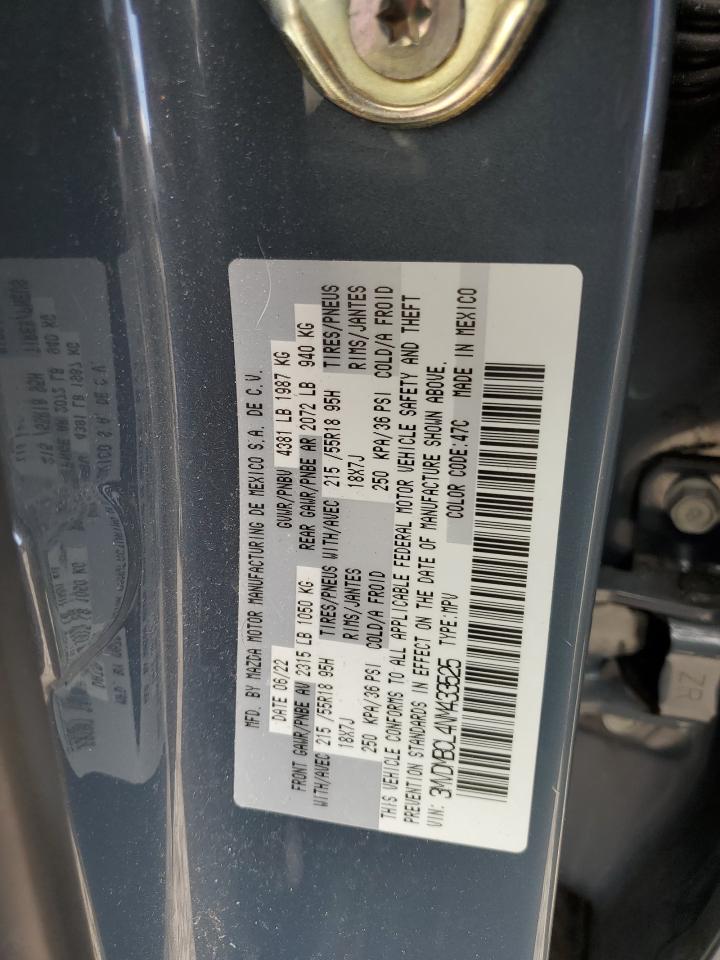 MFD. BY MAZDA MOTOR MANUFACTURING DE MEXICO S.A. DE C.V.
DATE 06/22 GVWR/PNBV 4381 LB 1987 KG
FRONT GAWR/PNBE AV 2315 LB 1050 KG REAR GAWR/PNBE AR 2072 LB 940 KG
WITH/AVEC 215 /55R18 95H TIRES/PNEUS WITH/AVEC 215 /55R18 95H TIRES/PNEUS
18X7J RIMS/JANTES 18X7J RIMS/JANTES
250 KPA/36 PSI COLD/A FROID 250 KPA/36 PSI COLD/A FROID
THIS VEHICLE CONFORMS TO ALL APPLICABLE FEDERAL MOTOR VEHICLE SAFETY AND THEFT
PREVENTION STANDARDS IN EFFECT ON THE DATE OF MANUFACTURE SHOWN ABOVE.
VIN: 3MVDMBCL4NM433525 TYPE:MPV COLOR CODE:47C MADE IN MEXICO
ZR